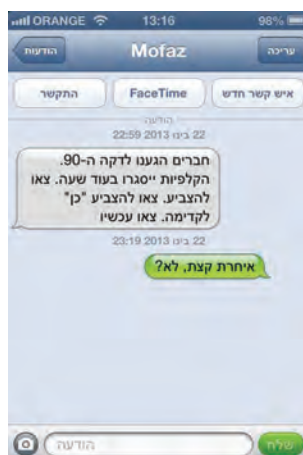 ORANGE 13:16 98%
הודעות Mofaz עריכה
התקשר FaceTime איש קשר חדש
הודעה
22 בינו 2013 22:59
חברים הגענו לדקה ה-90.
הקלפיות ייסגרו בעוד שעה. צאו
להצביע. צאו להצביע "כן"
לקדימה. צאו עכשיו
22 בינו 2013 23:19
איחרת קצת, לא?
הודעה שלח